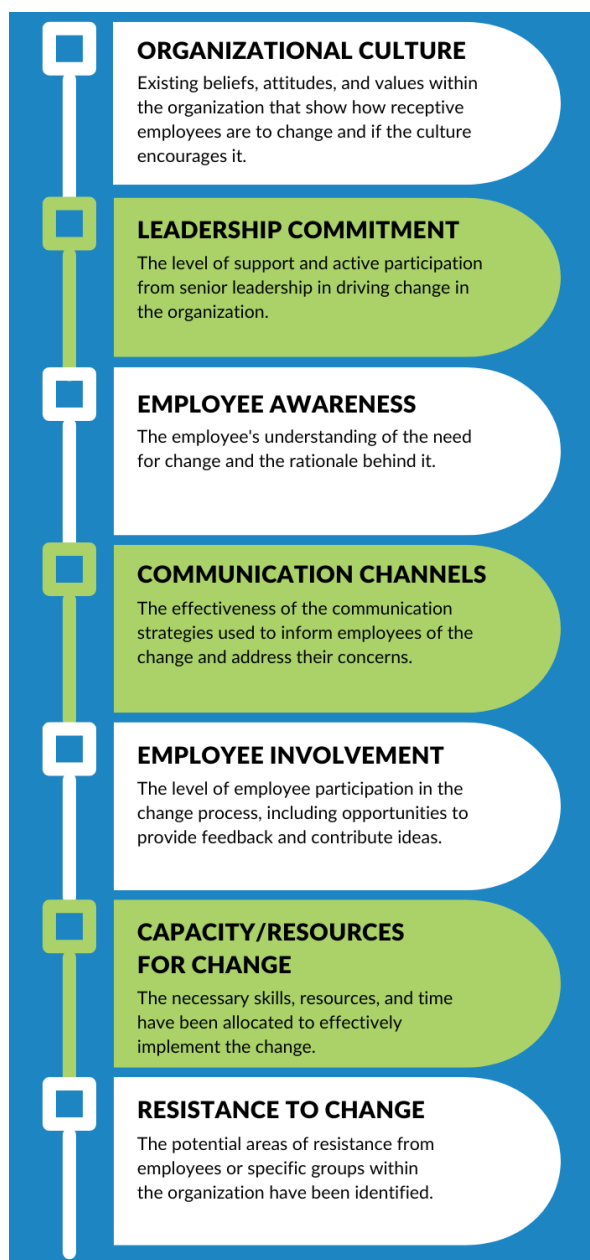 ORGANIZATIONAL CULTURE
Existing beliefs, attitudes, and values within
the organization that show how receptive
employees are to change and if the culture
encourages it.
LEADERSHIP COMMITMENT
The level of support and active participation
from senior leadership in driving change in
the organization.
EMPLOYEE AWARENESS
The employee's understanding of the need
for change and the rationale behind it.
COMMUNICATION CHANNELS
The effectiveness of the communication
strategies used to inform employees of the
change and address their concerns.
EMPLOYEE INVOLVEMENT
The level of employee participation in the
change process, including opportunities to
provide feedback and contribute ideas.
CAPACITY/RESOURCES
FOR CHANGE
The necessary skills, resources, and time
have been allocated to effectively
implement the change.
RESISTANCE TO CHANGE
The potential areas of resistance from
employees or specific groups within
the organization have been identified.